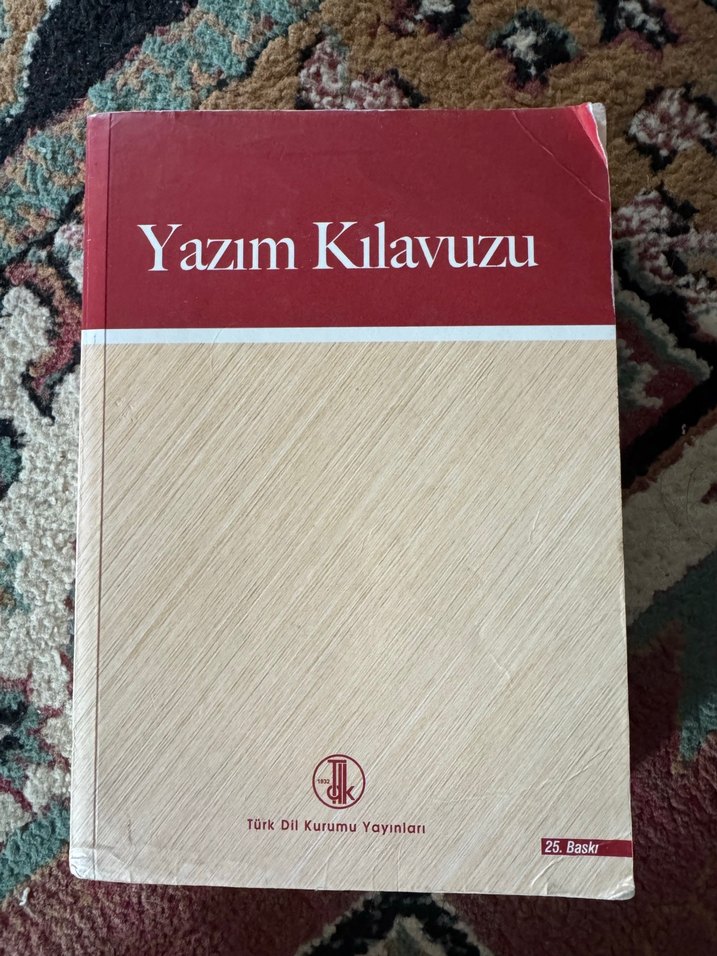 Yazım Kılavuzu
1932
TDK
Türk Dil Kurumu Yayınları
25. Baskı